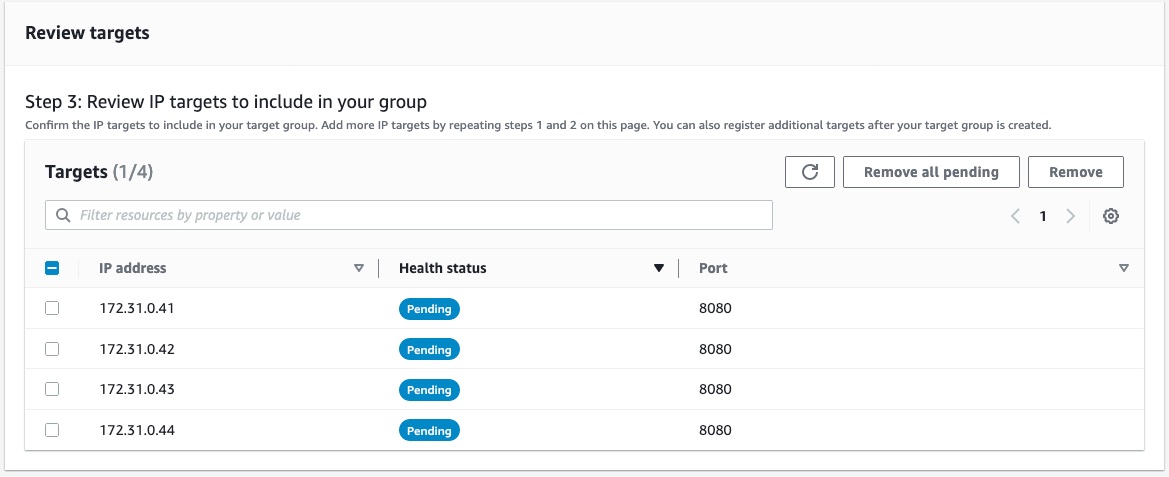 Review targets
Step 3: Review IP targets to include in your group
Confirm the IP targets to include in your target group. Add more IP targets by repeating steps 1 and 2 on this page. You can also register additional targets after your target group is created.
Targets (1/4) Remove all pending Remove
Filter resources by property or value 1
IP address Health status Port
172.31.0.41 Pending 8080
172.31.0.42 Pending 8080
172.31.0.43 Pending 8080
172.31.0.44 Pending 8080